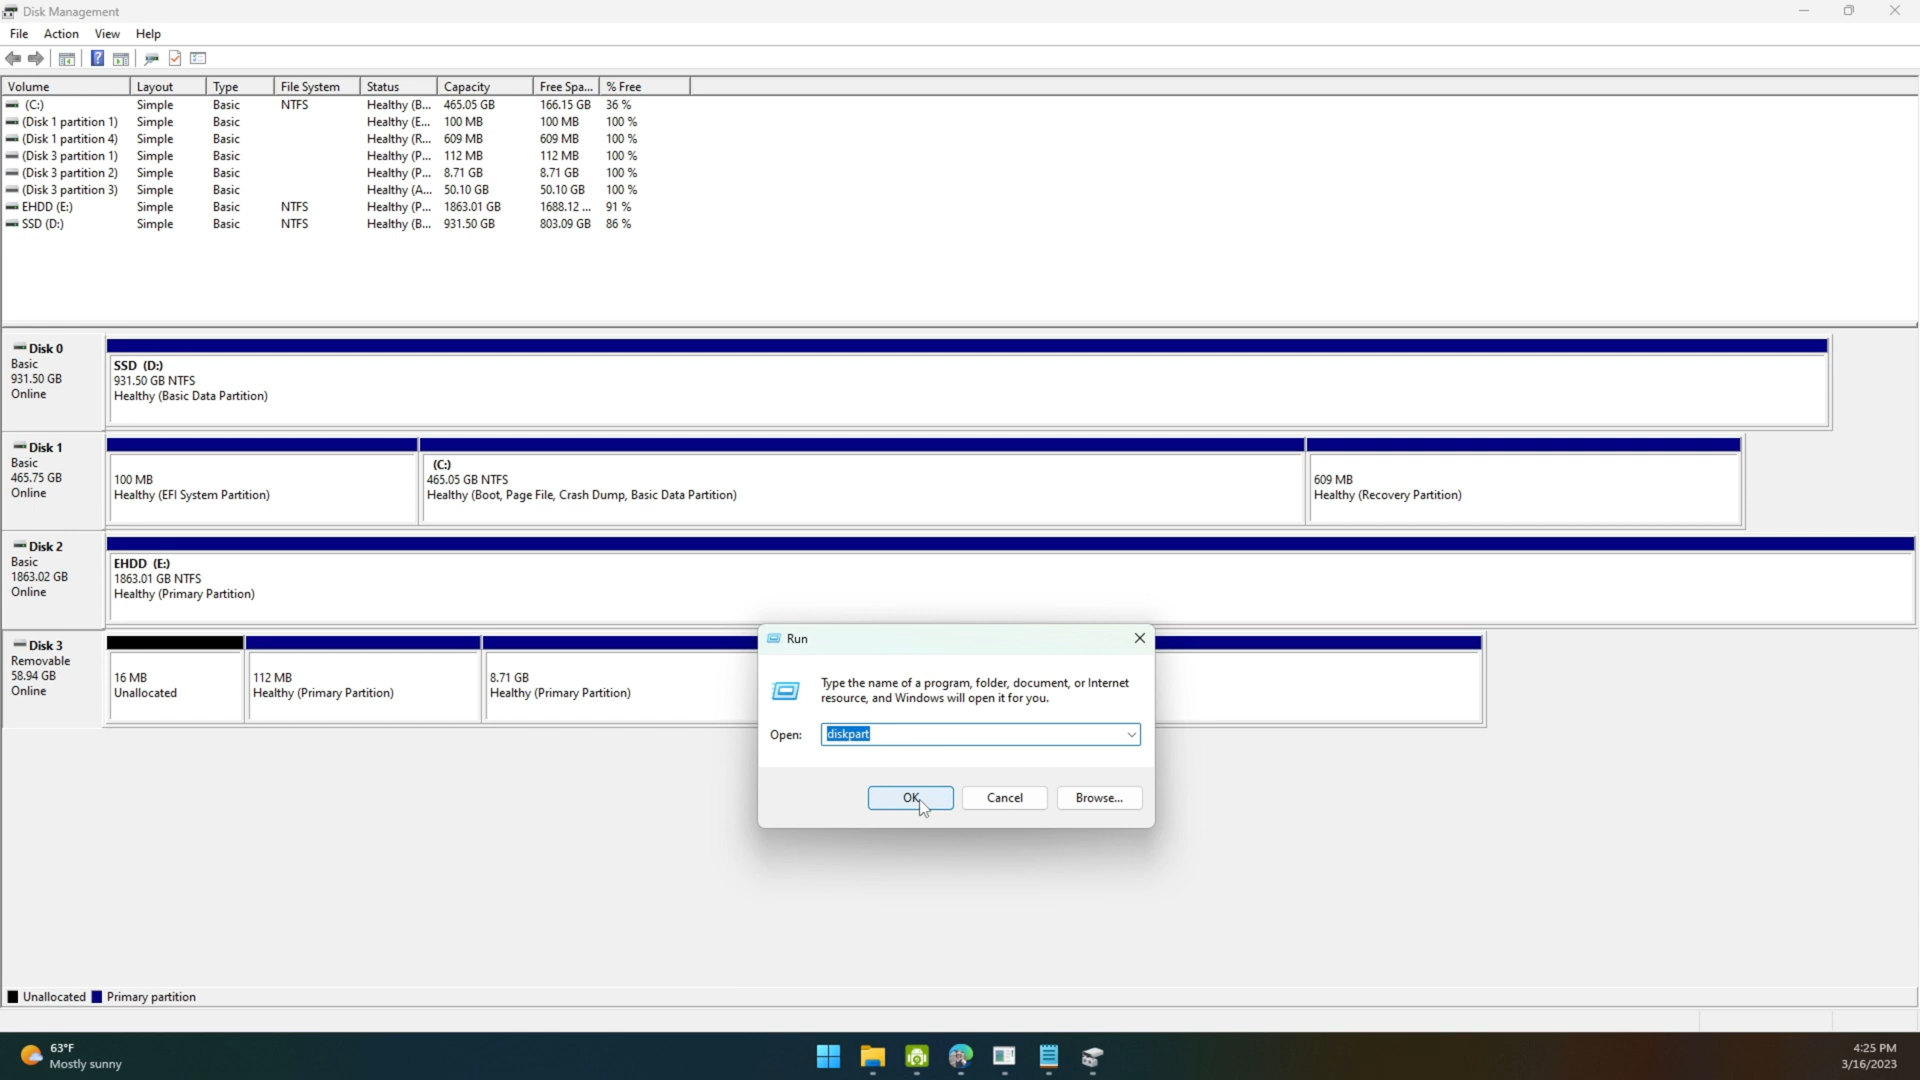 Disk Management
File Action View Help
Volume Layout Type File System Status Capacity Free Spa... % Free
(C:) Simple Basic NTFS Healthy (B... 465.05 GB 166.15 GB 36 %
(Disk 1 partition 1) Simple Basic Healthy (E... 100 MB 100 MB 100 %
(Disk 1 partition 4) Simple Basic Healthy (R... 609 MB 609 MB 100 %
(Disk 3 partition 1) Simple Basic Healthy (P... 112 MB 112 MB 100 %
(Disk 3 partition 2) Simple Basic Healthy (P... 8.71 GB 8.71 GB 100 %
(Disk 3 partition 3) Simple Basic Healthy (A... 50.10 GB 50.10 GB 100 %
EHDD (E:) Simple Basic NTFS Healthy (P... 1863.01 GB 1688.12 ... 91 %
SSD (D:) Simple Basic NTFS Healthy (B... 931.50 GB 803.09 GB 86 %
Disk 0
Basic
931.50 GB
Online
SSD (D:)
931.50 GB NTFS
Healthy (Basic Data Partition)
Disk 1
Basic
465.75 GB
Online
100 MB
Healthy (EFI System Partition)
(C:)
465.05 GB NTFS
Healthy (Boot, Page File, Crash Dump, Basic Data Partition)
609 MB
Healthy (Recovery Partition)
Disk 2
Basic
1863.02 GB
Online
EHDD (E:)
1863.01 GB NTFS
Healthy (Primary Partition)
Disk 3
Removable
58.94 GB
Online
16 MB
Unallocated
112 MB
Healthy (Primary Partition)
8.71 GB
Healthy (Primary Partition)
Run
Type the name of a program, folder, document, or Internet
resource, and Windows will open it for you.
Open: diskpart
OK Cancel Browse...
Unallocated Primary partition
63°F
Mostly sunny
4:25 PM
3/16/2023